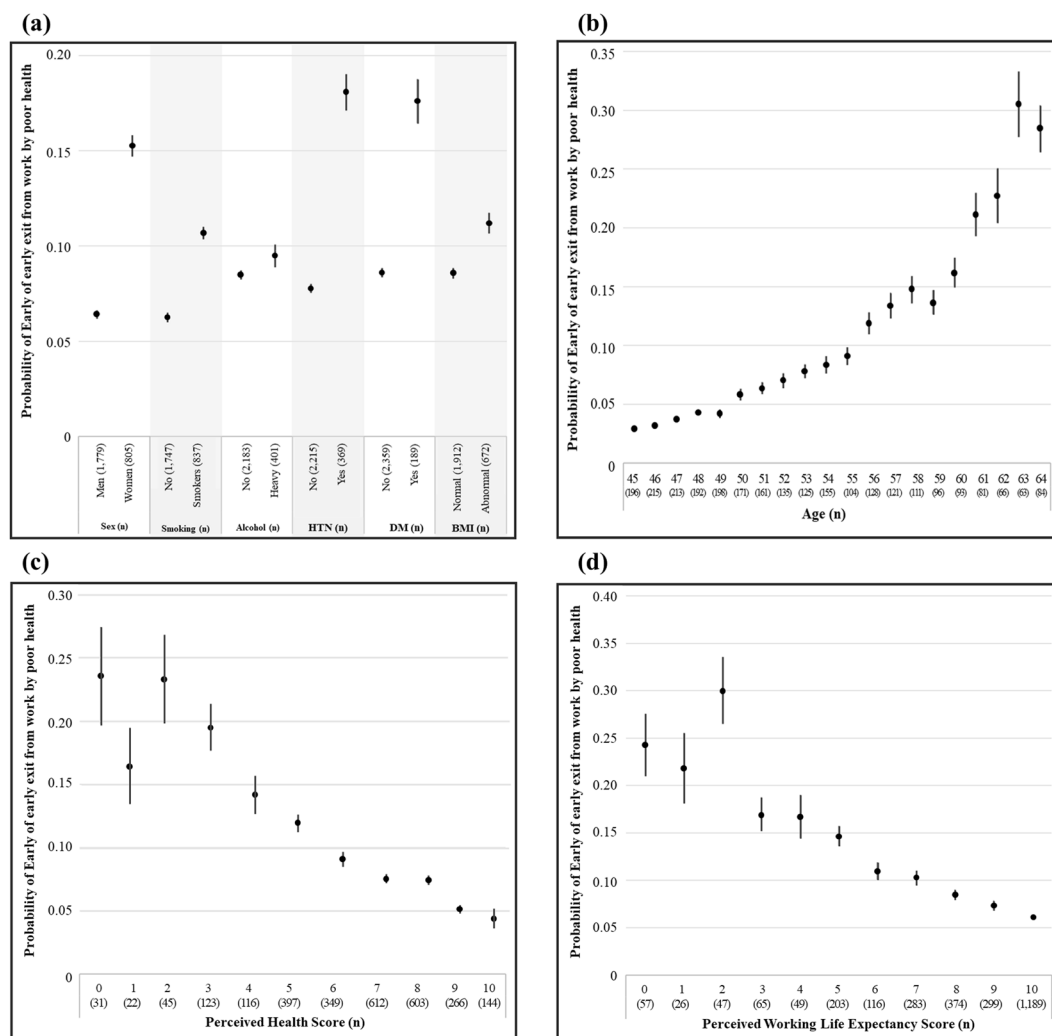 (a)
Probability of Early of early exit from work by poor health
0.20
0.15
0.10
0.05
0
Men (1,779)
Women (805)
No (1,747)
Smokers (837)
No (2,183)
Heavy (401)
No (2,215)
Yes (369)
No (2,359)
Yes (189)
Normal (1,912)
Abnormal (672)
Sex (n) Smoking (n) Alcohol (n) HTN (n) DM (n) BMI (n)
(b)
Probability of Early of early exit from work by poor health
0.35
0.30
0.25
0.20
0.15
0.10
0.05
0
45 46 47 48 49 50 51 52 53 54 55 56 57 58 59 60 61 62 63 64
(196) (215) (213) (192) (198) (171) (161) (135) (125) (155) (104) (128) (121) (111) (96) (93) (81) (66) (63) (84)
Age (n)
(c)
Probability of Early of early exit from work by poor health
0.30
0.25
0.20
0.15
0.10
0.05
0
0 1 2 3 4 5 6 7 8 9 10
(31) (22) (45) (123) (116) (397) (349) (612) (603) (266) (144)
Perceived Health Score (n)
(d)
Probability of Early of early exit from work by poor health
0.40
0.35
0.30
0.25
0.20
0.15
0.10
0.05
0.00
0 1 2 3 4 5 6 7 8 9 10
(57) (26) (47) (65) (49) (203) (116) (283) (374) (299) (1,189)
Perceived Working Life Expectancy Score (n)